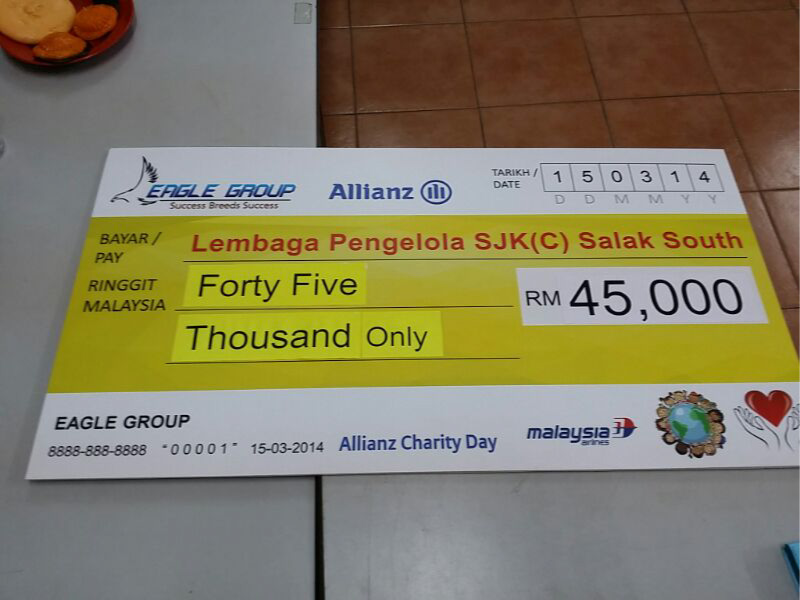 EAGLE GROUP
Success Breeds Success
Allianz
TARIKH / DATE
1 5 0 3 1 4
D D M M Y Y
BAYAR / PAY
Lembaga Pengelola SJK(C) Salak South
RINGGIT MALAYSIA
Forty Five
Thousand Only
RM 45,000
EAGLE GROUP
8888-888-8888 "00001" 15-03-2014 Allianz Charity Day
malaysia airlines